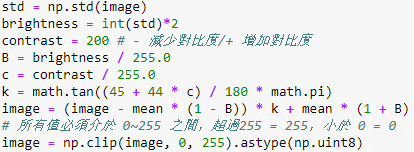 std = np.std(image)
brightness = int(std)*2
contrast = 200 # - 減少對比度/+ 增加對比度
B = brightness / 255.0
c = contrast / 255.0
k = math.tan((45 + 44 * c) / 180 * math.pi)
image = (image - mean * (1 - B)) * k + mean * (1 + B)
# 所有值必須介於 0~255 之間, 超過255 = 255, 小於 0 = 0
image = np.clip(image, 0, 255).astype(np.uint8)